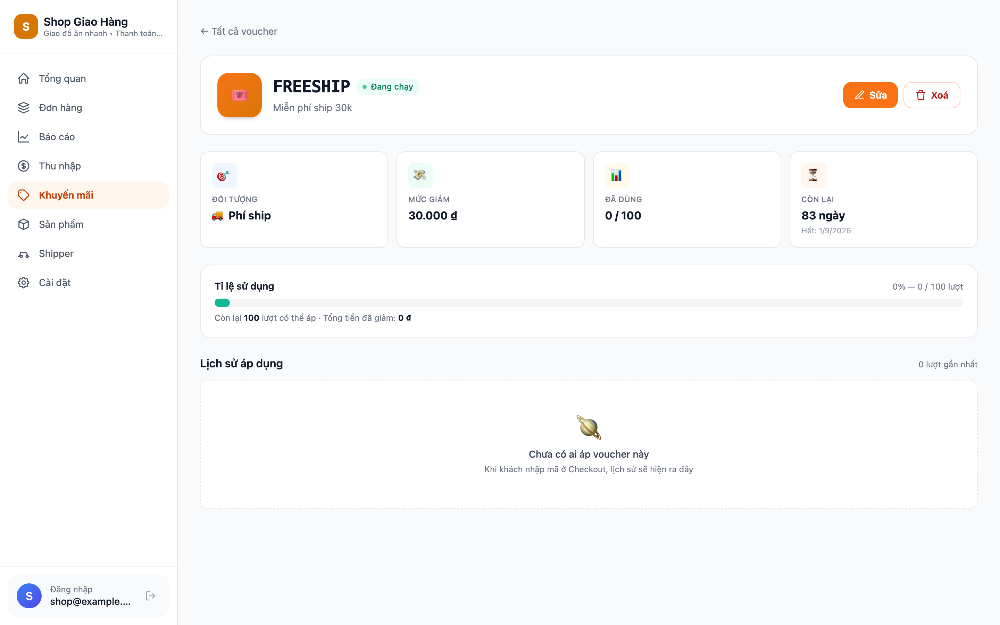 S
Shop Giao Hàng
Giao đồ ăn nhanh • Thanh toán...
Tổng quan
Đơn hàng
Báo cáo
Thu nhập
Khuyến mãi
Sản phẩm
Shipper
Cài đặt
S
Đăng nhập
shop@example....
← Tất cả voucher
ADMIT
ONE
FREESHIP
Đang chạy
Miễn phí ship 30k
Sửa
Xoá
ĐỐI TƯỢNG
🚚 Phí ship
MỨC GIẢM
30.000 ₫
ĐÃ DÙNG
0 / 100
CÒN LẠI
83 ngày
Hết: 1/9/2026
Tỉ lệ sử dụng
0% — 0 / 100 lượt
Còn lại 100 lượt có thể áp · Tổng tiền đã giảm: 0 ₫
Lịch sử áp dụng
0 lượt gần nhất
Chưa có ai áp voucher này
Khi khách nhập mã ở Checkout, lịch sử sẽ hiện ra đây